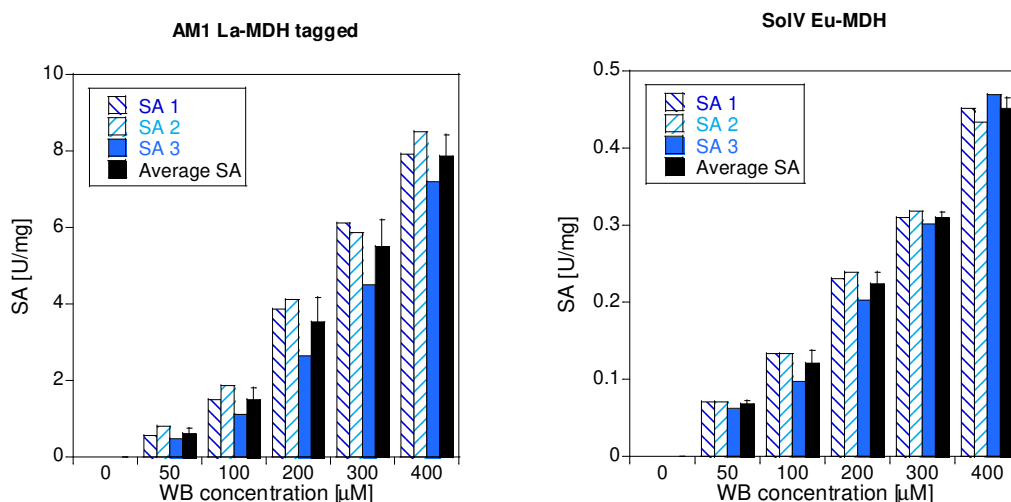 AM1 La-MDH tagged
10
8
6
4
2
0
SA [U/mg]
SA 1
SA 2
SA 3
Average SA
0 50 100 200 300 400
WB concentration [µM]
SolV Eu-MDH
0.5
0.4
0.3
0.2
0.1
0
SA [U/mg]
SA 1
SA 2
SA 3
Average SA
0 50 100 200 300 400
WB concentration [µM]